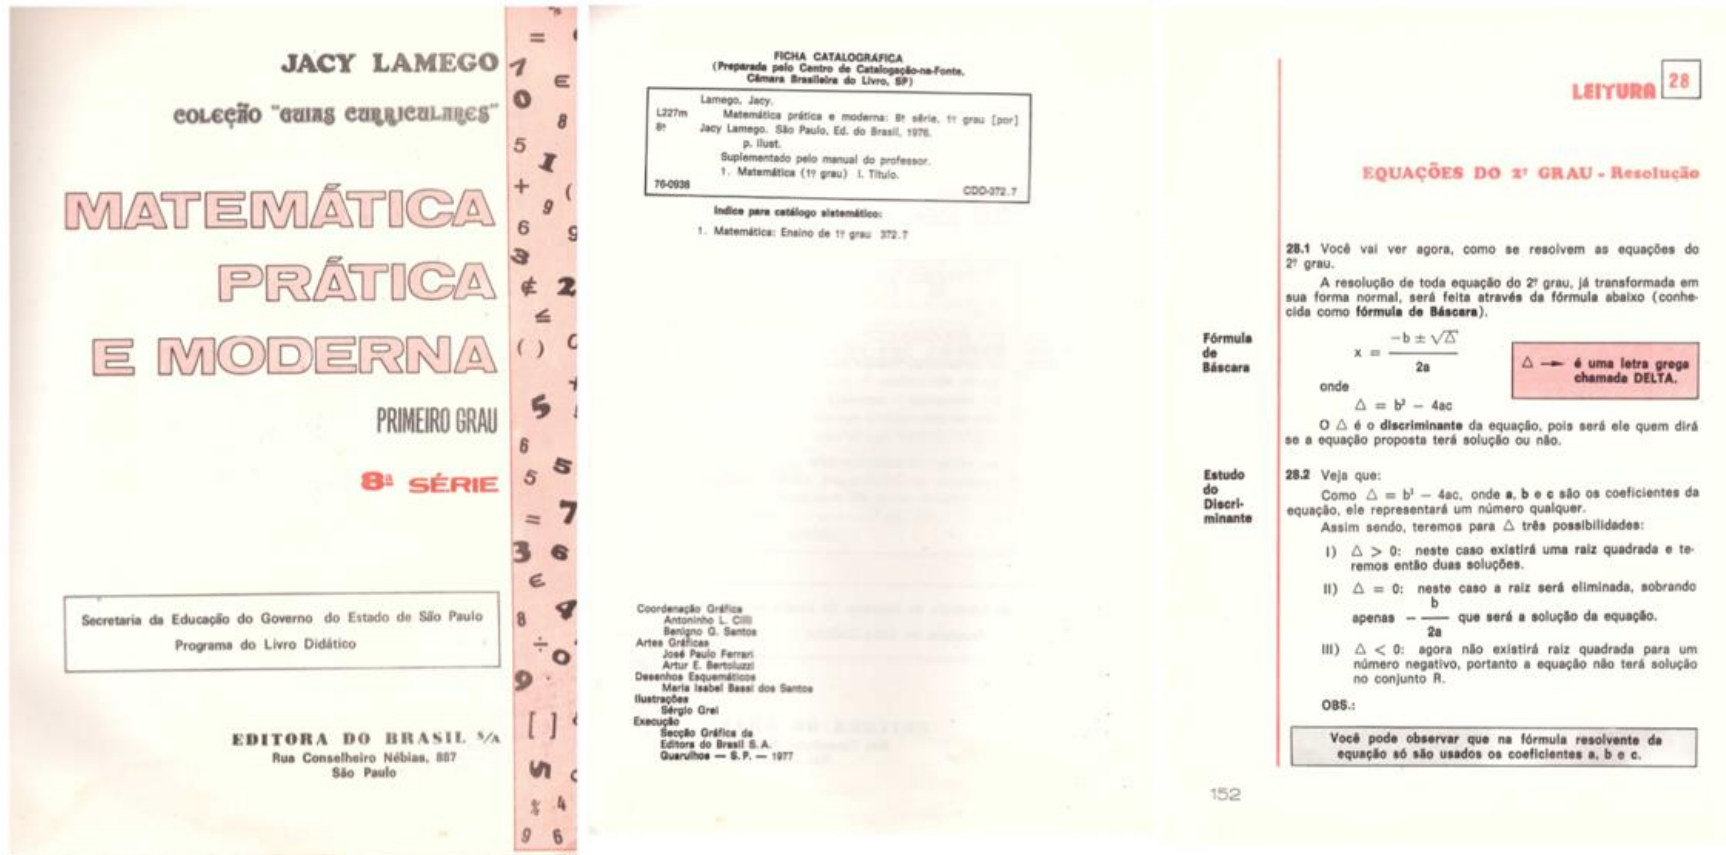 JACY LAMEGO
COLEÇÃO "GUIAS CURRICULARES"
MATEMÁTICA
PRÁTICA
E MODERNA
PRIMEIRO GRAU
8ª SÉRIE
Secretaria da Educação do Governo do Estado de São Paulo
Programa do Livro Didático
EDITORA DO BRASIL S/A
Rua Conselheiro Nébias, 887
São Paulo
FICHA CATALOGRÁFICA
(Preparada pelo Centro de Catalogação-na-Fonte,
Câmara Brasileira do Livro, SP)
Lamego, Jacy.
L227m Matemática prática e moderna: 8ª série, 1º grau [por]
8ª Jacy Lamego. São Paulo, Ed. do Brasil, 1976.
p. ilust.
Suplementado pelo manual do professor.
1. Matemática (1º grau) I. Título.
76-0938 CDD-372.7
Índice para catálogo sistemático:
1. Matemática: Ensino de 1º grau 372.7
Coordenação Gráfica
Antoninho L. Cilli
Benigno G. Santos
Artes Gráficas
José Paulo Ferrari
Artur E. Bertoluzzi
Desenhos Esquemáticos
Maria Isabel Bassi dos Santos
Ilustrações
Sérgio Grei
Execução
Secção Gráfica da
Editora do Brasil S.A.
Guarulhos — S.P. — 1977
LEITURA 28
EQUAÇÕES DO 2º GRAU - Resolução
28.1 Você vai ver agora, como se resolvem as equações do
2º grau.
A resolução de toda equação do 2º grau, já transformada em
sua forma normal, será feita através da fórmula abaixo (conhe-
cida como fórmula de Báscara).
Fórmula
de
Báscara
x = −b ± √△ / 2a
△ → é uma letra grega
chamada DELTA.
onde
△ = b² − 4ac
O △ é o discriminante da equação, pois será ele quem dirá
se a equação proposta terá solução ou não.
Estudo
do
Discri-
minante
28.2 Veja que:
Como △ = b² − 4ac, onde a, b e c são os coeficientes da
equação, ele representará um número qualquer.
Assim sendo, teremos para △ três possibilidades:
I) △ > 0: neste caso existirá uma raiz quadrada e te-
remos então duas soluções.
II) △ = 0: neste caso a raiz será eliminada, sobrando
apenas − b / 2a que será a solução da equação.
III) △ < 0: agora não existirá raiz quadrada para um
número negativo, portanto a equação não terá solução
no conjunto R.
OBS.:
Você pode observar que na fórmula resolvente da
equação só são usados os coeficientes a, b e c.
152